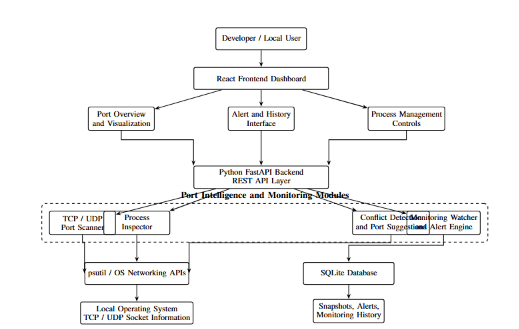 Developer / Local User
React Frontend Dashboard
Port Overview
and Visualization
Alert and History
Interface
Process Management
Controls
Python FastAPI Backend
REST API Layer
Port Intelligence and Monitoring Modules
TCP / UDP
Port Scanner
Process
Inspector
Conflict Detection
and Port Suggestion
Monitoring Watcher
and Alert Engine
psutil / OS Networking APIs
SQLite Database
Local Operating System
TCP / UDP Socket Information
Snapshots, Alerts,
Monitoring History